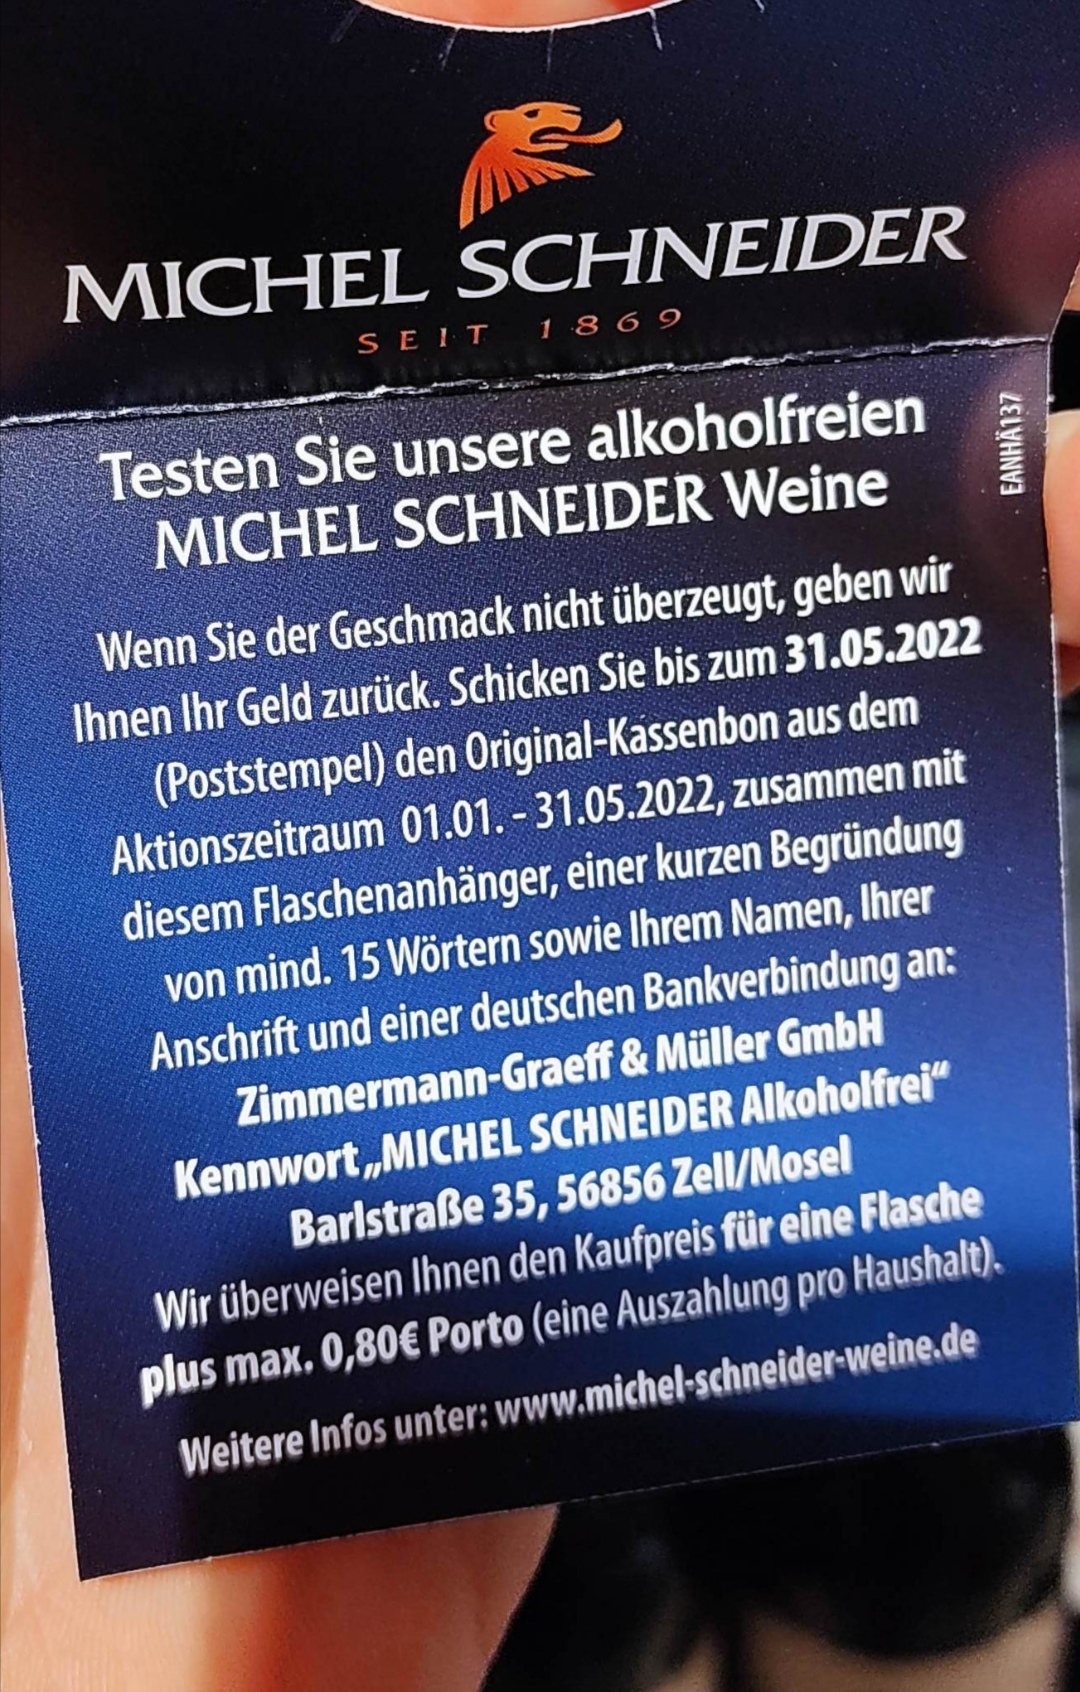 MICHEL SCHNEIDER
SEIT 1869
Testen Sie unsere alkoholfreien
MICHEL SCHNEIDER Weine
EANHÄ137
Wenn Sie der Geschmack nicht überzeugt, geben wir
Ihnen Ihr Geld zurück. Schicken Sie bis zum 31.05.2022
(Poststempel) den Original-Kassenbon aus dem
Aktionszeitraum 01.01. - 31.05.2022, zusammen mit
diesem Flaschenanhänger, einer kurzen Begründung
von mind. 15 Wörtern sowie Ihrem Namen, Ihrer
Anschrift und einer deutschen Bankverbindung an:
Zimmermann-Graeff & Müller GmbH
Kennwort „MICHEL SCHNEIDER Alkoholfrei“
Barlstraße 35, 56856 Zell/Mosel
Wir überweisen Ihnen den Kaufpreis für eine Flasche
plus max. 0,80€ Porto (eine Auszahlung pro Haushalt).
Weitere Infos unter: www.michel-schneider-weine.de